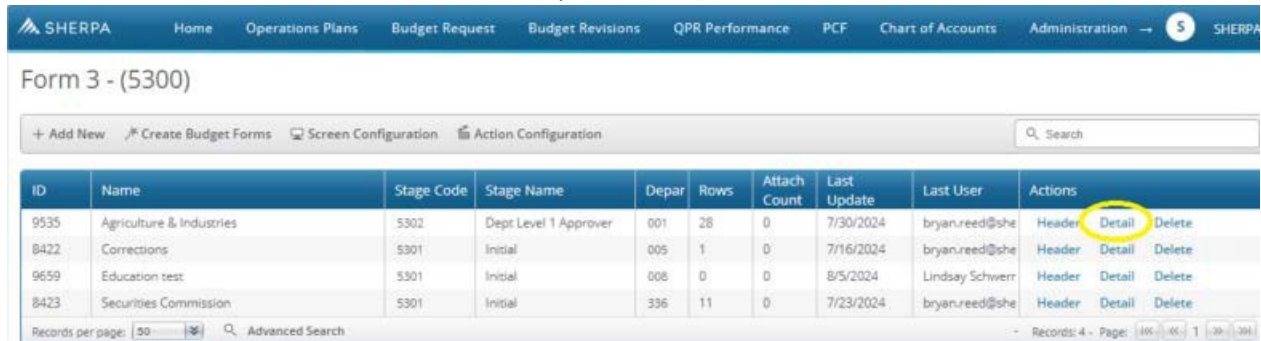 SHERPA Home Operations Plans Budget Request Budget Revisions QPR Performance PCF Chart of Accounts Administration → S SHERPA
Form 3 - (5300)
+ Add New Create Budget Forms Screen Configuration Action Configuration Search
ID Name Stage Code Stage Name Depar Rows Attach Count Last Update Last User Actions
9535 Agriculture & Industries 5302 Dept Level 1 Approver 001 28 0 7/30/2024 bryan.reed@she Header Detail Delete
8422 Corrections 5301 Initial 005 1 0 7/16/2024 bryan.reed@she Header Detail Delete
9659 Education test 5301 Initial 008 0 0 8/5/2024 Lindsay Schwerr Header Detail Delete
8423 Securities Commission 5301 Initial 336 11 0 7/23/2024 bryan.reed@she Header Detail Delete
Records per page: 50 Advanced Search - Records: 4 - Page: 1